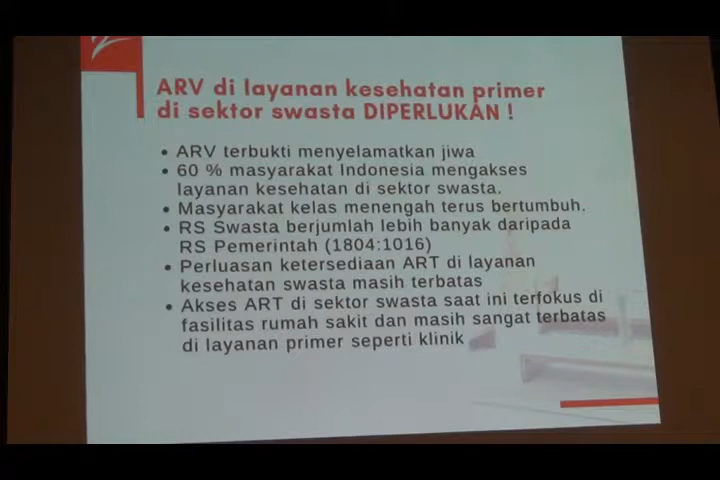 ARV di layanan kesehatan primer
di sektor swasta DIPERLUKAN !
• ARV terbukti menyelamatkan jiwa
• 60 % masyarakat Indonesia mengakses
layanan kesehatan di sektor swasta.
• Masyarakat kelas menengah terus bertumbuh.
• RS Swasta berjumlah lebih banyak daripada
RS Pemerintah (1804:1016)
• Perluasan ketersediaan ART di layanan
kesehatan swasta masih terbatas
• Akses ART di sektor swasta saat ini terfokus di
fasilitas rumah sakit dan masih sangat terbatas
di layanan primer seperti klinik